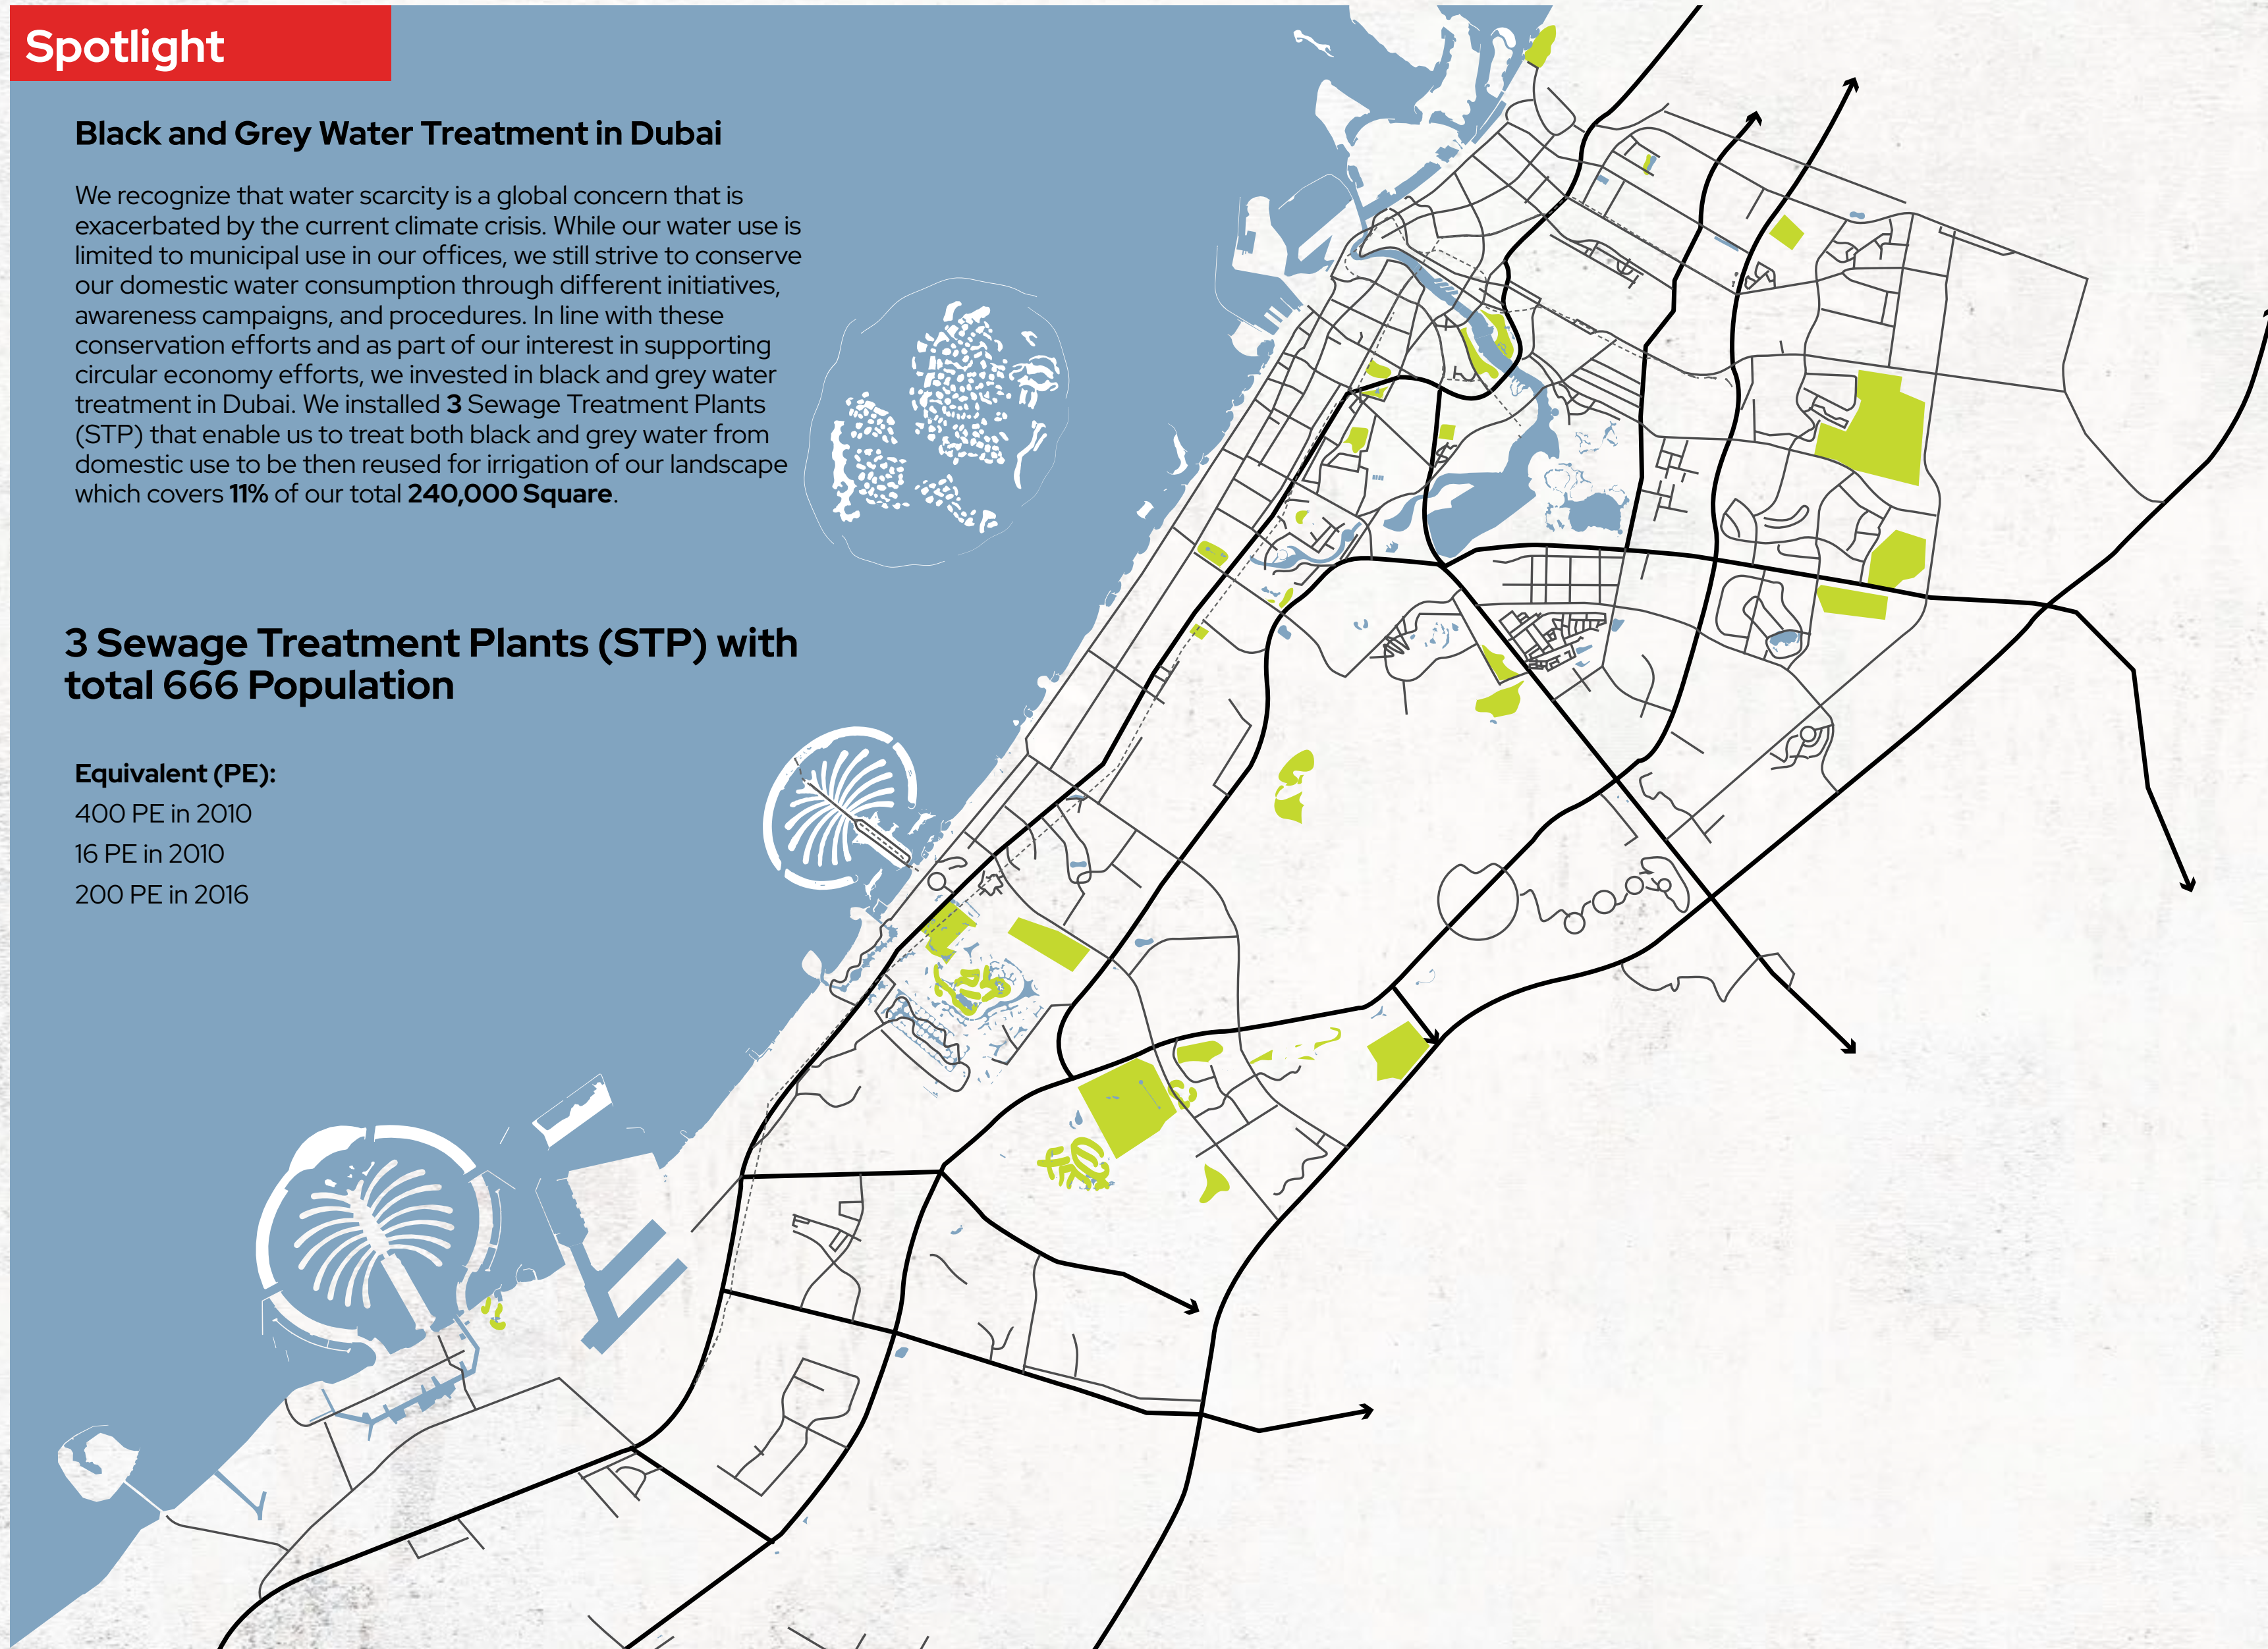 Spotlight
Black and Grey Water Treatment in Dubai
We recognize that water scarcity is a global concern that is
exacerbated by the current climate crisis. While our water use is
limited to municipal use in our offices, we still strive to conserve
our domestic water consumption through different initiatives,
awareness campaigns, and procedures. In line with these
conservation efforts and as part of our interest in supporting
circular economy efforts, we invested in black and grey water
treatment in Dubai. We installed 3 Sewage Treatment Plants
(STP) that enable us to treat both black and grey water from
domestic use to be then reused for irrigation of our landscape
which covers 11% of our total 240,000 Square.
3 Sewage Treatment Plants (STP) with
total 666 Population
Equivalent (PE):
400 PE in 2010
16 PE in 2010
200 PE in 2016